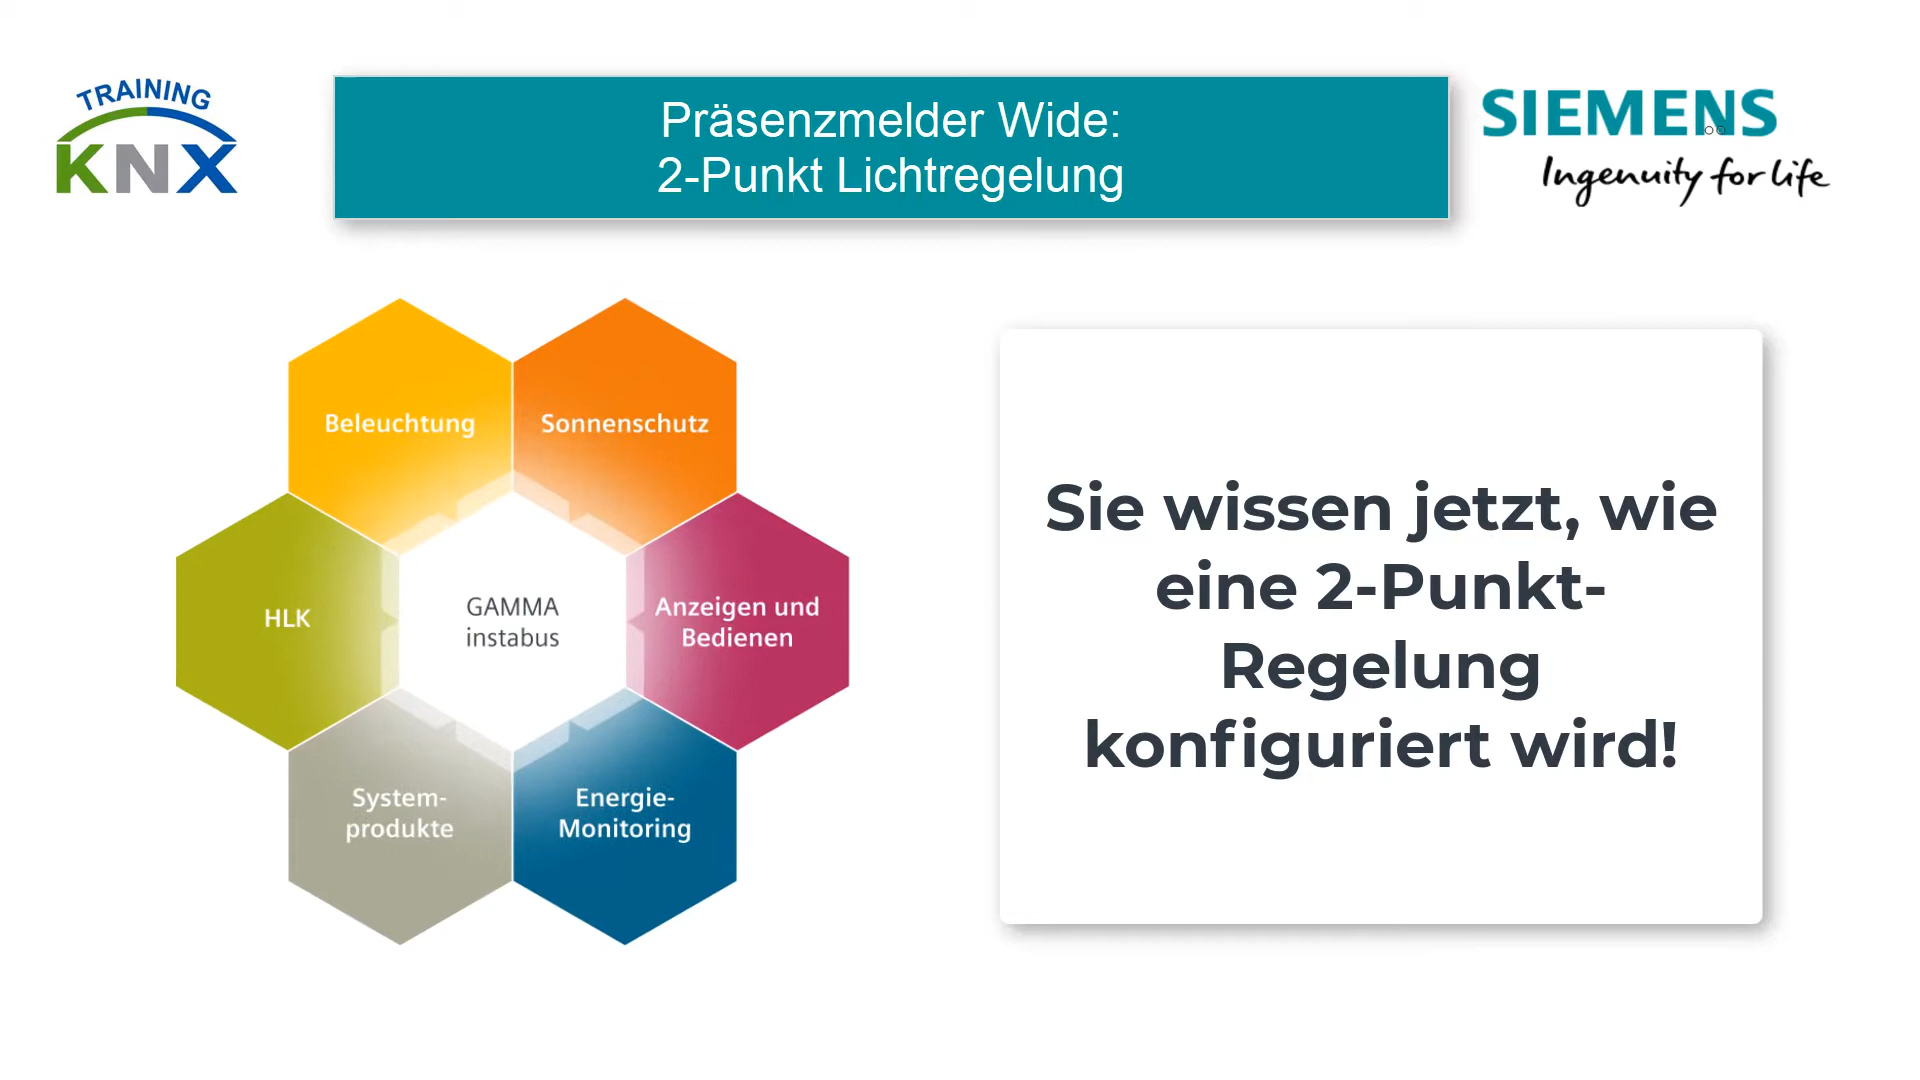 TRAINING
KNX
Präsenzmelder Wide:
2-Punkt Lichtregelung
SIEMENS
Ingenuity for life
Beleuchtung
Sonnenschutz
HLK
GAMMA
instabus
Anzeigen und
Bedienen
System-
produkte
Energie-
Monitoring
Sie wissen jetzt, wie
eine 2-Punkt-
Regelung
konfiguriert wird!